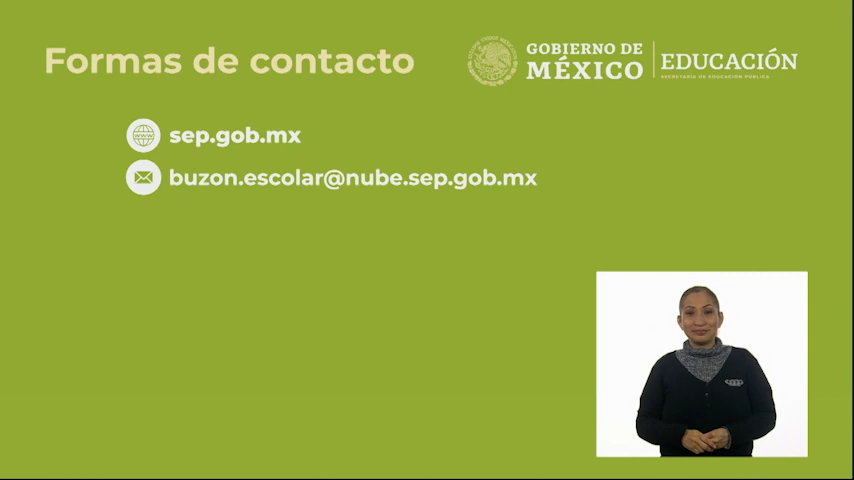 Formas de contacto
GOBIERNO DE
MÉXICO
EDUCACIÓN
SECRETARÍA DE EDUCACIÓN PÚBLICA
www
sep.gob.mx
buzon.escolar@nube.sep.gob.mx